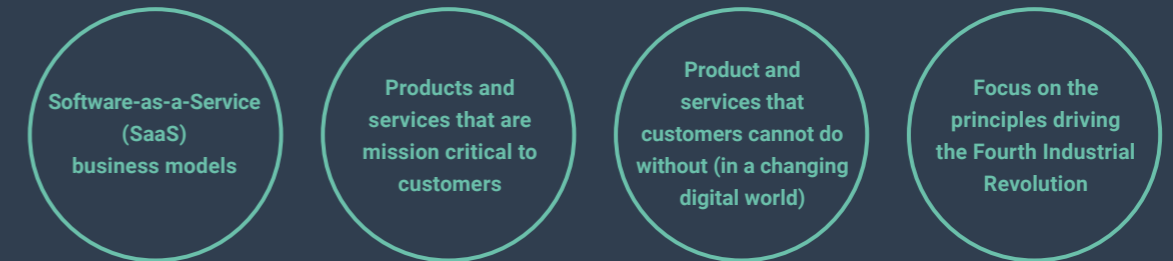 Software-as-a-Service
(SaaS)
business models
Products and
services that are
mission critical to
customers
Product and
services that
customers cannot do
without (in a changing
digital world)
Focus on the
principles driving
the Fourth Industrial
Revolution